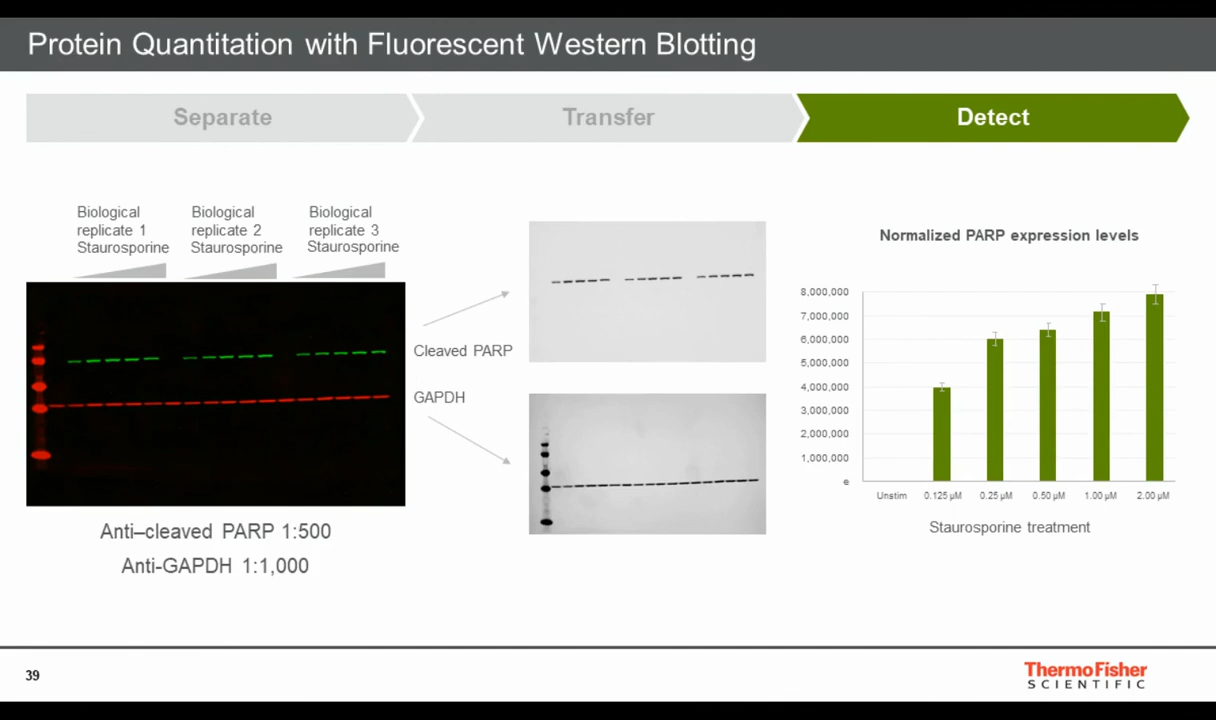 Protein Quantitation with Fluorescent Western Blotting
Separate
Transfer
Detect
Biological
replicate 1
Staurosporine
Biological
replicate 2
Staurosporine
Biological
replicate 3
Staurosporine
Cleaved PARP
GAPDH
Anti–cleaved PARP 1:500
Anti-GAPDH 1:1,000
Normalized PARP expression levels
8,000,000
7,000,000
6,000,000
5,000,000
4,000,000
3,000,000
2,000,000
1,000,000
e
Unstim 0.125 µM 0.25 µM 0.50 µM 1.00 µM 2.00 µM
Staurosporine treatment
39
ThermoFisher
SCIENTIFIC